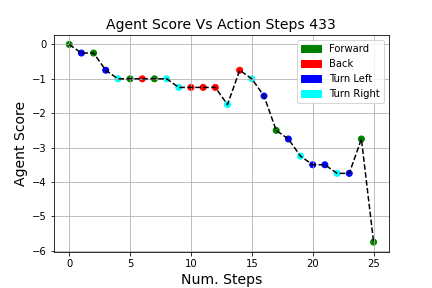 Agent Score Vs Action Steps 433
Agent Score
0
−1
−2
−3
−4
−5
−6
Forward
Back
Turn Left
Turn Right
0 5 10 15 20 25
Num. Steps